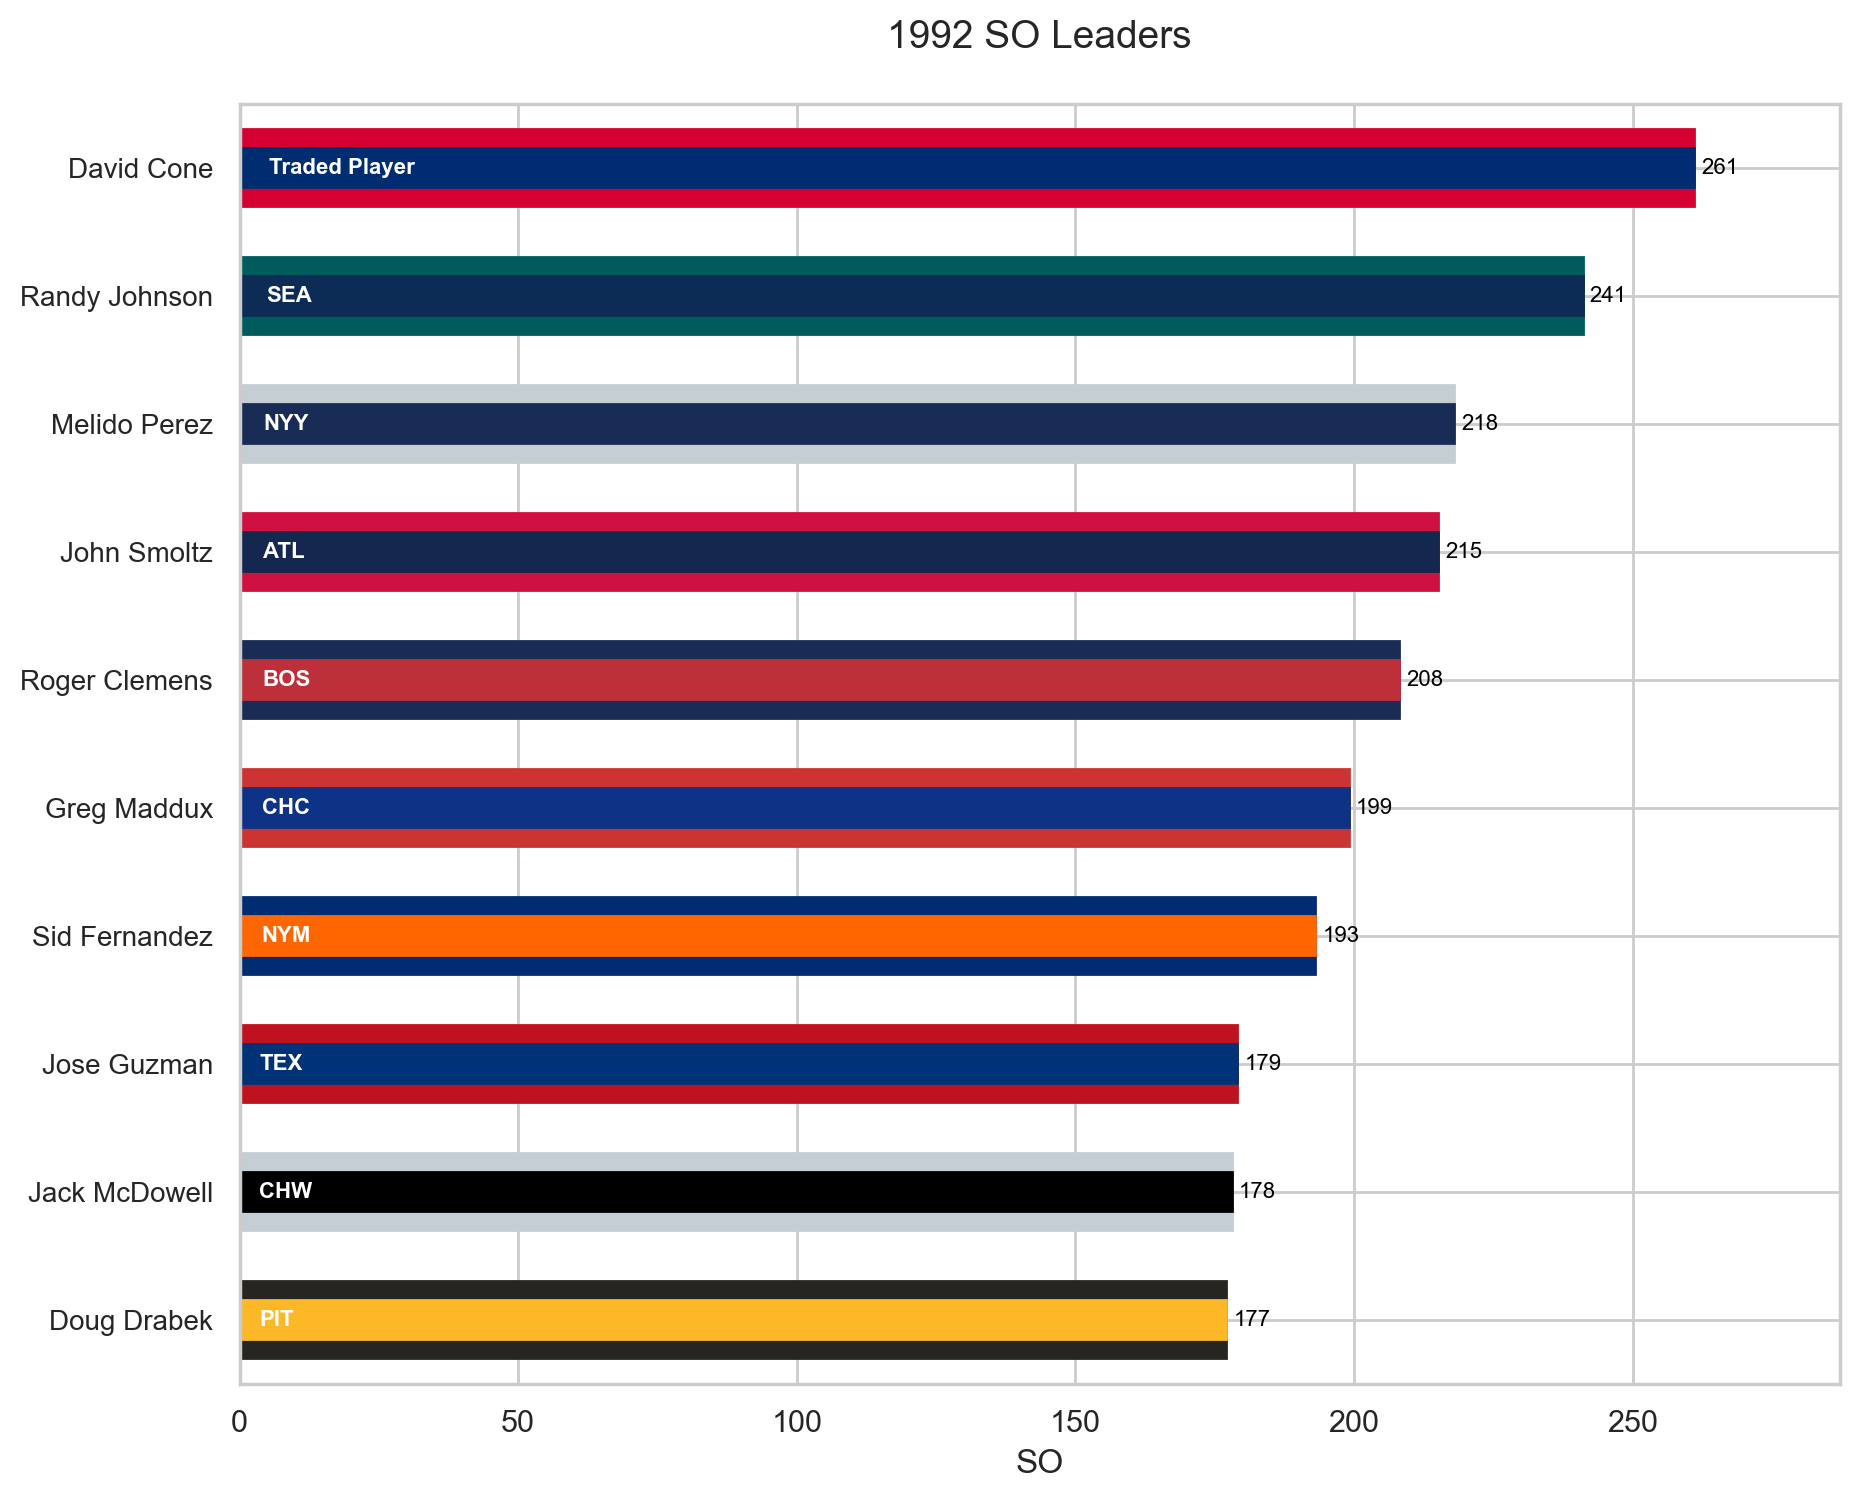 1992 SO Leaders
David Cone Traded Player 261
Randy Johnson SEA 241
Melido Perez NYY 218
John Smoltz ATL 215
Roger Clemens BOS 208
Greg Maddux CHC 199
Sid Fernandez NYM 193
Jose Guzman TEX 179
Jack McDowell CHW 178
Doug Drabek PIT 177
0 50 100 150 200 250
SO